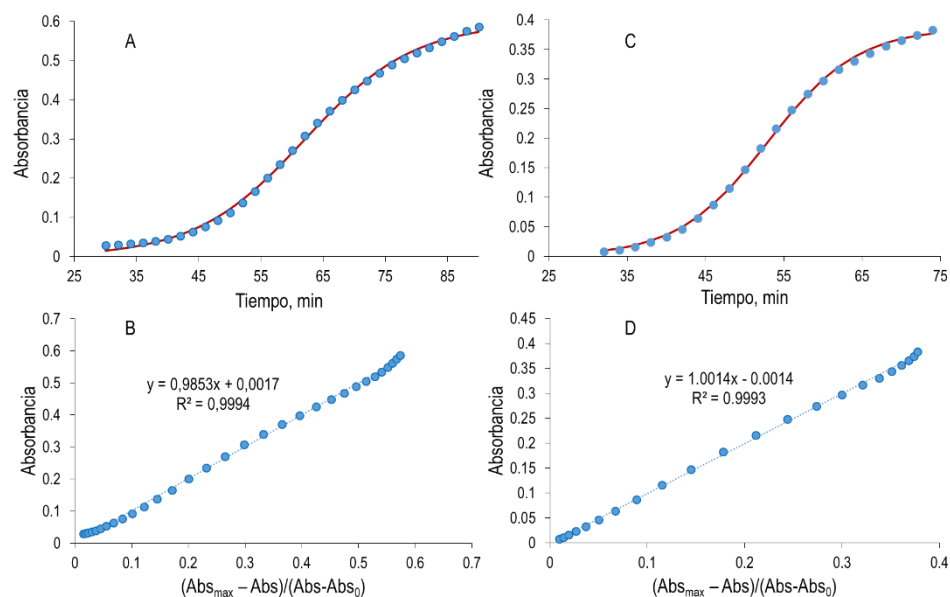 A
0.6
0.5
0.4
0.3
0.2
0.1
0
Absorbancia
25 35 45 55 65 75 85
Tiempo, min
C
0.4
0.35
0.3
0.25
0.2
0.15
0.1
0.05
0
Absorbancia
25 35 45 55 65 75
Tiempo, min
B
0.7
0.6
0.5
0.4
0.3
0.2
0.1
0
Absorbancia
y = 0,9853x + 0,0017
R² = 0,9994
0 0.1 0.2 0.3 0.4 0.5 0.6 0.7
(Absmax – Abs)/(Abs-Abs0)
D
0.45
0.4
0.35
0.3
0.25
0.2
0.15
0.1
0.05
0
Absorbancia
y = 1.0014x - 0.0014
R² = 0.9993
0 0.1 0.2 0.3 0.4
(Absmax – Abs)/(Abs-Abs0)